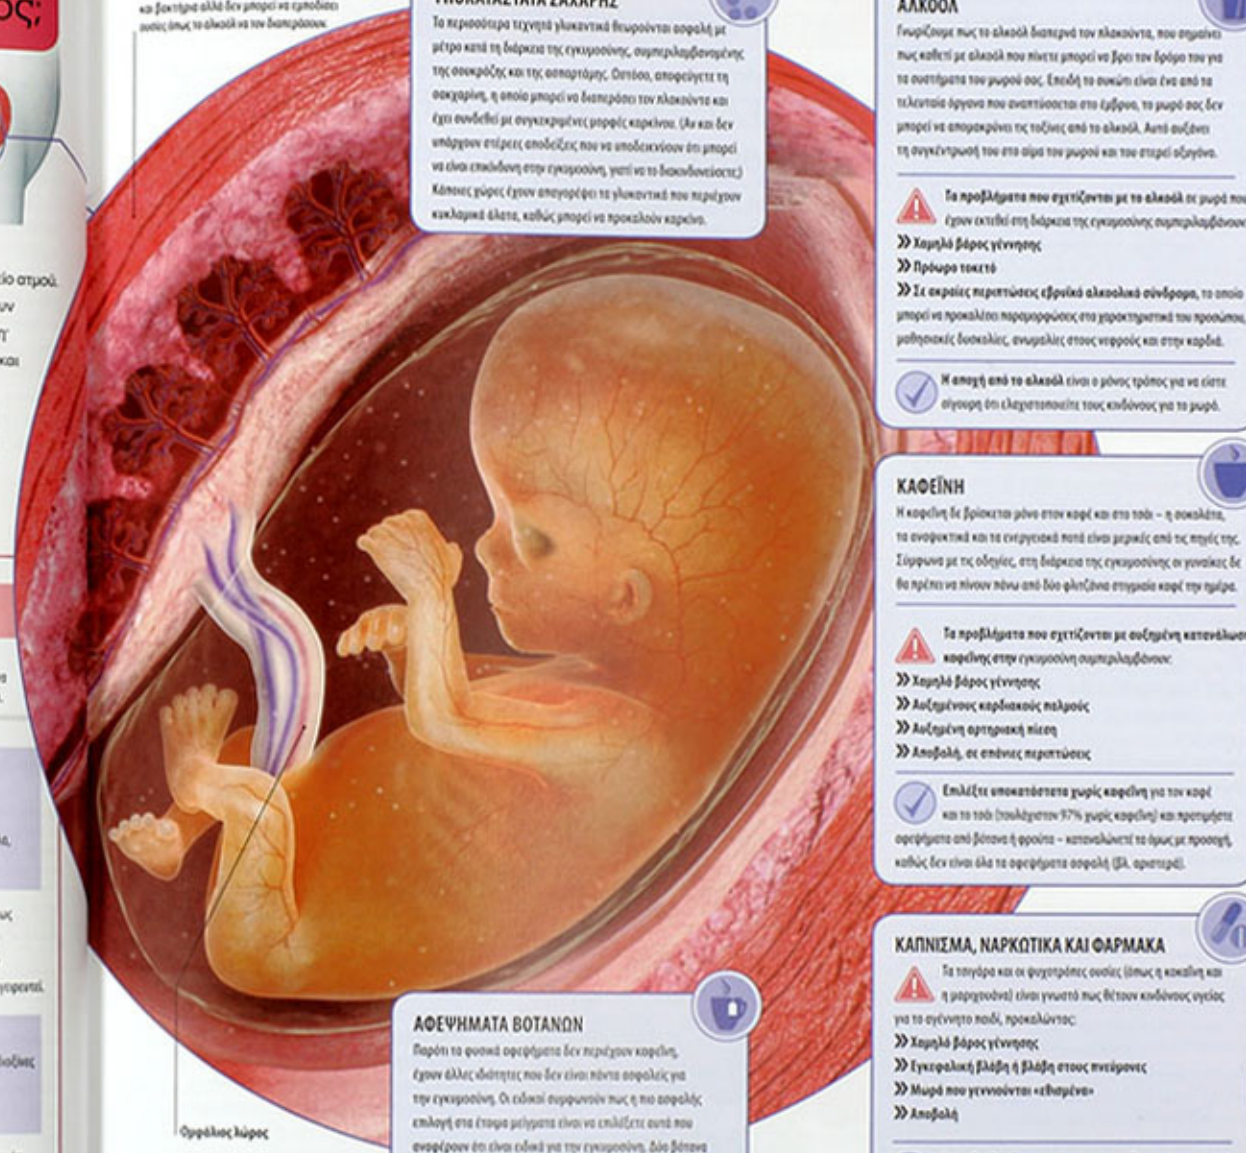 ος;
και βακτήρια αλλά δεν μπορεί να εμποδίσει
ουσίες όπως το αλκοόλ να τον διαπεράσουν.
ίο ατμού.
υν
η·
και
ως
ΥΠΟΚΑΤΑΣΤΑΤΑ ΖΑΧΑΡΗΣ
Τα περισσότερα τεχνητά γλυκαντικά θεωρούνται ασφαλή με
μέτρο κατά τη διάρκεια της εγκυμοσύνης, συμπεριλαμβανομένης
της σουκρόζης και της ασπαρτάμης. Ωστόσο, αποφεύγετε τη
σακχαρίνη, η οποία μπορεί να διαπεράσει τον πλακούντα και
έχει συνδεθεί με συγκεκριμένες μορφές καρκίνου. (Αν και δεν
υπάρχουν στέρεες αποδείξεις που να υποδεικνύουν ότι μπορεί
να είναι επικίνδυνη στην εγκυμοσύνη, γιατί να το διακινδυνεύσετε;)
Κάποιες χώρες έχουν απαγορέψει τα γλυκαντικά που περιέχουν
κυκλαμικά άλατα, καθώς μπορεί να προκαλούν καρκίνο.
ΑΛΚΟΟΛ
Γνωρίζουμε πως το αλκοόλ διαπερνά τον πλακούντα, που σημαίνει
πως καθετί με αλκοόλ που πίνετε μπορεί να βρει τον δρόμο του για
τα συστήματα του μωρού σας. Επειδή το συκώτι είναι ένα από τα
τελευταία όργανα που αναπτύσσεται στο έμβρυο, το μωρό σας δεν
μπορεί να απομακρύνει τις τοξίνες από το αλκοόλ. Αυτό αυξάνει
τη συγκέντρωσή του στο αίμα του μωρού και του στερεί οξυγόνο.
Τα προβλήματα που σχετίζονται με το αλκοόλ σε μωρά που
έχουν εκτεθεί στη διάρκεια της εγκυμοσύνης συμπεριλαμβάνουν:
» Χαμηλό βάρος γέννησης
» Πρόωρο τοκετό
» Σε ακραίες περιπτώσεις εβρυϊκό αλκοολικό σύνδρομο, το οποίο
μπορεί να προκαλέσει παραμορφώσεις στα χαρακτηριστικά του προσώπου,
μαθησιακές δυσκολίες, ανωμαλίες στους νεφρούς και στην καρδιά.
Η αποχή από το αλκοόλ είναι ο μόνος τρόπος για να είστε
σίγουρη ότι ελαχιστοποιείτε τους κινδύνους για το μωρό.
ΚΑΦΕΪΝΗ
Η καφεΐνη δε βρίσκεται μόνο στον καφέ και στο τσάι – η σοκολάτα,
τα αναψυκτικά και τα ενεργειακά ποτά είναι μερικές από τις πηγές της.
Σύμφωνα με τις οδηγίες, στη διάρκεια της εγκυμοσύνης οι γυναίκες δε
θα πρέπει να πίνουν πάνω από δύο φλιτζάνια στιγμιαίο καφέ την ημέρα.
Τα προβλήματα που σχετίζονται με αυξημένη κατανάλωση
καφεΐνης στην εγκυμοσύνη συμπεριλαμβάνουν:
» Χαμηλό βάρος γέννησης
» Αυξημένους καρδιακούς παλμούς
» Αυξημένη αρτηριακή πίεση
» Αποβολή, σε σπάνιες περιπτώσεις
Επιλέξτε υποκατάστατα χωρίς καφεΐνη για τον καφέ
και το τσάι (τουλάχιστον 97% χωρίς καφεΐνη) και προτιμήστε
αφεψήματα από βότανα ή φρούτα – καταναλώνετέ τα όμως με προσοχή,
καθώς δεν είναι όλα τα αφεψήματα ασφαλή (βλ. αριστερά).
ΚΑΠΝΙΣΜΑ, ΝΑΡΚΩΤΙΚΑ ΚΑΙ ΦΑΡΜΑΚΑ
Τα τσιγάρα και οι ψυχοτρόπες ουσίες (όπως η κοκαΐνη και
η μαριχουάνα) είναι γνωστό πως θέτουν κινδύνους υγείας
για το αγέννητο παιδί, προκαλώντας:
» Χαμηλό βάρος γέννησης
» Εγκεφαλική βλάβη ή βλάβη στους πνεύμονες
» Μωρά που γεννιούνται «εθισμένα»
» Αποβολή
ΑΦΕΨΗΜΑΤΑ ΒΟΤΑΝΩΝ
Παρότι τα φυσικά αφεψήματα δεν περιέχουν καφεΐνη,
έχουν άλλες ιδιότητες που δεν είναι πάντα ασφαλείς για
την εγκυμοσύνη. Οι ειδικοί συμφωνούν πως η πιο ασφαλής
επιλογή στα έτοιμα μείγματα είναι να επιλέξετε αυτά που
αναφέρουν ότι είναι ειδικά για την εγκυμοσύνη. Δύο βότανα
Ομφάλιος λώρος